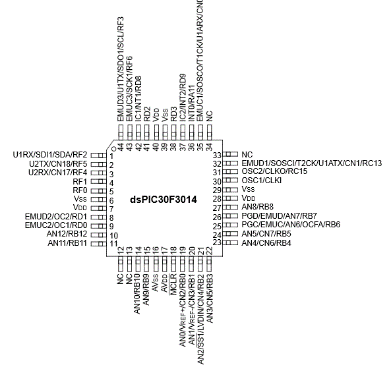 EMUD3/U1TX/SDO1/SCL/RF3
EMUC3/SCK1/RF6
IC1/INT1/RD8
RD2
VDD
VSS
RD3
IC2/INT2/RD9
INT0/RA11
EMUC1/SOSCO/T1CK/U1ARX/CN0
NC
44 43 42 41 40 39 38 37 36 35 34
U1RX/SDI1/SDA/RF2 1
U2TX/CN18/RF5 2
U2RX/CN17/RF4 3
RF1 4
RF0 5
VSS 6
VDD 7
EMUD2/OC2/RD1 8
EMUC2/OC1/RD0 9
AN12/RB12 10
AN11/RB11 11
dsPIC30F3014
33 NC
32 EMUD1/SOSCI/T2CK/U1ATX/CN1/RC13
31 OSC2/CLKO/RC15
30 OSC1/CLKI
29 VSS
28 VDD
27 AN8/RB8
26 PGD/EMUD/AN7/RB7
25 PGC/EMUC/AN6/OCFA/RB6
24 AN5/CN7/RB5
23 AN4/CN6/RB4
12 13 14 15 16 17 18 19 20 21 22
NC
NC
AN10/RB10
AN9/RB9
AVSS
AVDD
MCLR
AN0/VREF+/CN2/RB0
AN1/VREF-/CN3/RB1
AN2/SS1/LVDIN/CN4/RB2
AN3/CN5/RB3